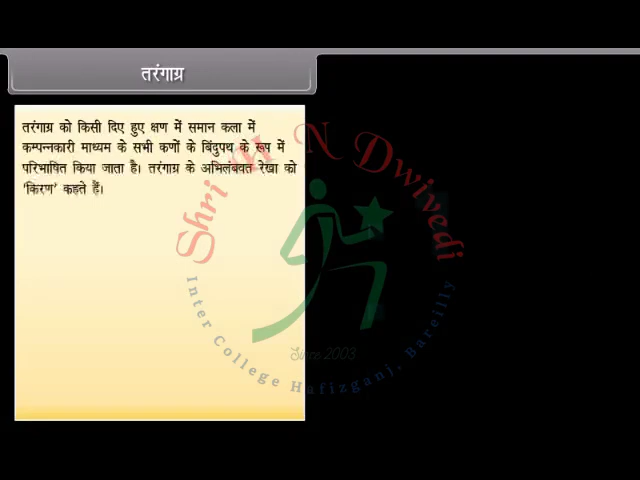 तरंगाग्र
तरंगाग्र को किसी दिए हुए क्षण में समान कला में
कम्पन्नकारी माध्यम के सभी कणों के बिंदुपथ के रूप में
परिभाषित किया जाता है। तरंगाग्र के अभिलंबवत रेखा को
'किरण' कहते हैं।
Shri H N Dwivedi
Since 2003
Inter College Hafizganj, Bareilly